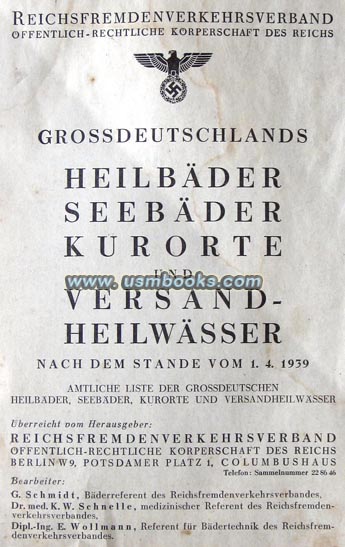 REICHSFREMDENVERKEHRSVERBAND
ÖFFENTLICH-RECHTLICHE KÖRPERSCHAFT DES REICHS
GROSSDEUTSCHLANDS
HEILBÄDER
SEEBÄDER
KURORTE
UND
www.usmbooks.com
VERSAND-
HEILWÄSSER
NACH DEM STANDE VOM 1. 4. 1939
AMTLICHE LISTE DER GROSSDEUTSCHEN
HEILBÄDER, SEEBÄDER, KURORTE UND VERSANDHEILWÄSSER
Überreicht vom Herausgeber:
REICHSFREMDENVERKEHRSVERBAND
ÖFFENTLICH-RECHTLICHE KÖRPERSCHAFT DES REICHS
BERLIN W9, POTSDAMER PLATZ 1, COLUMBUSHAUS
Telefon: Sammelnummer 22 86 46
Bearbeiter:
G. Schmidt, Bäderreferent des Reichsfremdenverkehrsverbandes,
Dr. med. K. W. Schnelle, medizinischer Referent des Reichsfremden-
verkehrsverbandes,
Dipl.-Ing. E. Wollmann, Referent für Bädertechnik des Reichsfrem-
denverkehrsverbandes.